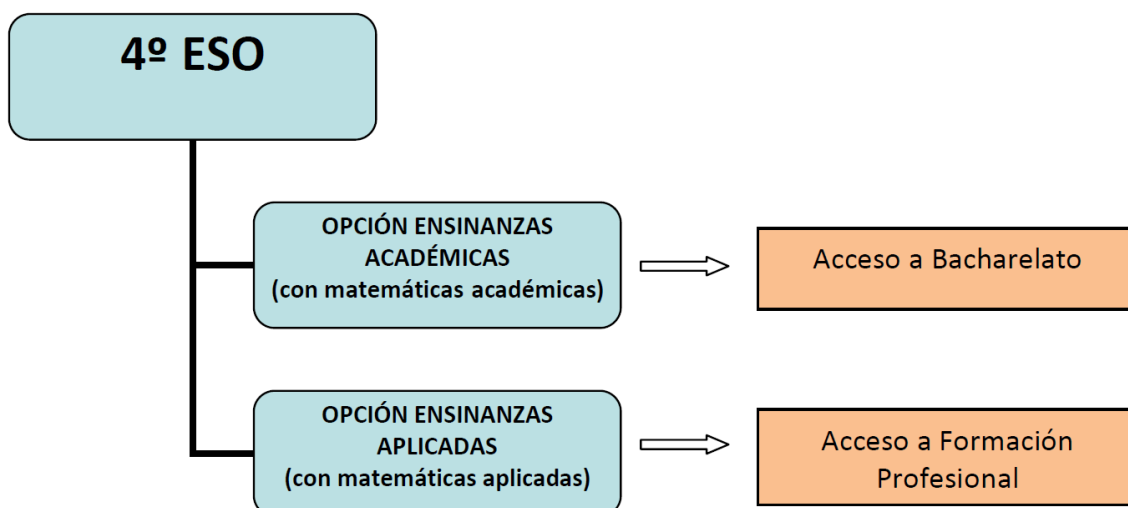 4º ESO
OPCIÓN ENSINANZAS
ACADÉMICAS
(con matemáticas académicas)
Acceso a Bacharelato
OPCIÓN ENSINANZAS
APLICADAS
(con matemáticas aplicadas)
Acceso a Formación
Profesional